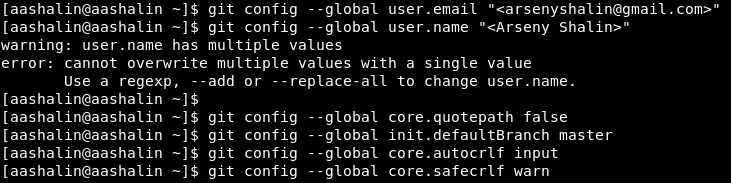 [aashalin@aashalin ~]$ git config --global user.email "<arsenyshalin@gmail.com>"
[aashalin@aashalin ~]$ git config --global user.name "<Arseny Shalin>"
warning: user.name has multiple values
error: cannot overwrite multiple values with a single value
       Use a regexp, --add or --replace-all to change user.name.
[aashalin@aashalin ~]$
[aashalin@aashalin ~]$ git config --global core.quotepath false
[aashalin@aashalin ~]$ git config --global init.defaultBranch master
[aashalin@aashalin ~]$ git config --global core.autocrlf input
[aashalin@aashalin ~]$ git config --global core.safecrlf warn